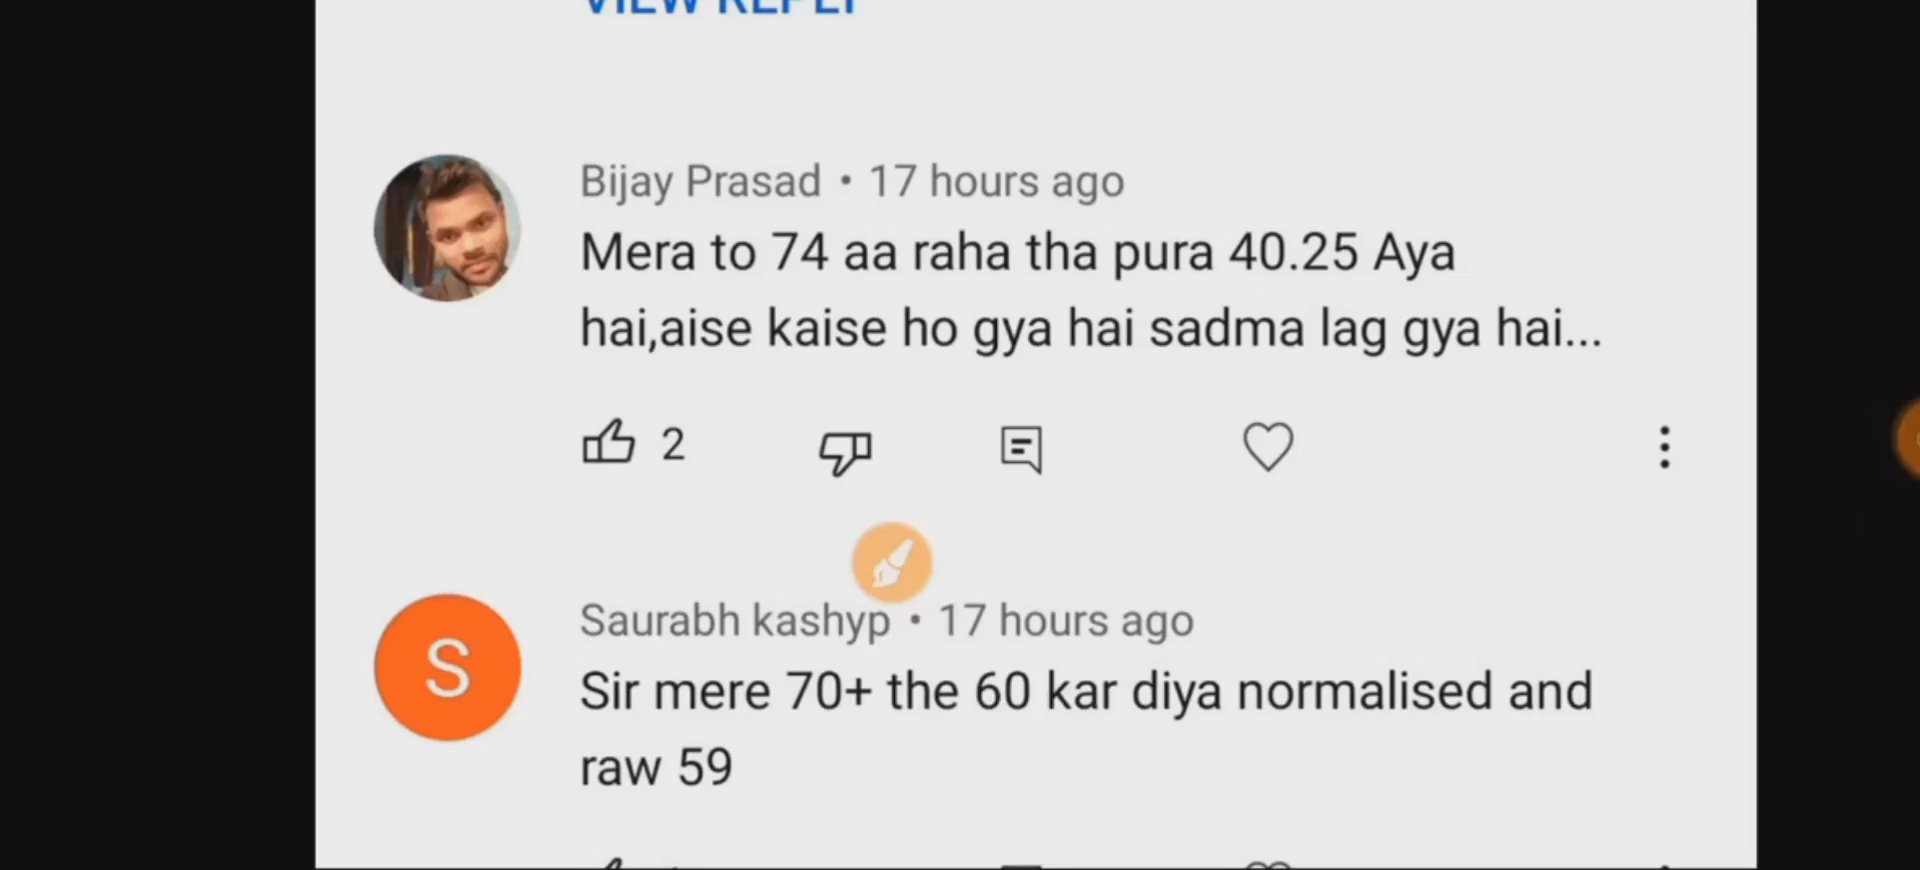 VIEW REPLY
Bijay Prasad • 17 hours ago
Mera to 74 aa raha tha pura 40.25 Aya
hai,aise kaise ho gya hai sadma lag gya hai...
2
Saurabh kashyp • 17 hours ago
S
Sir mere 70+ the 60 kar diya normalised and
raw 59